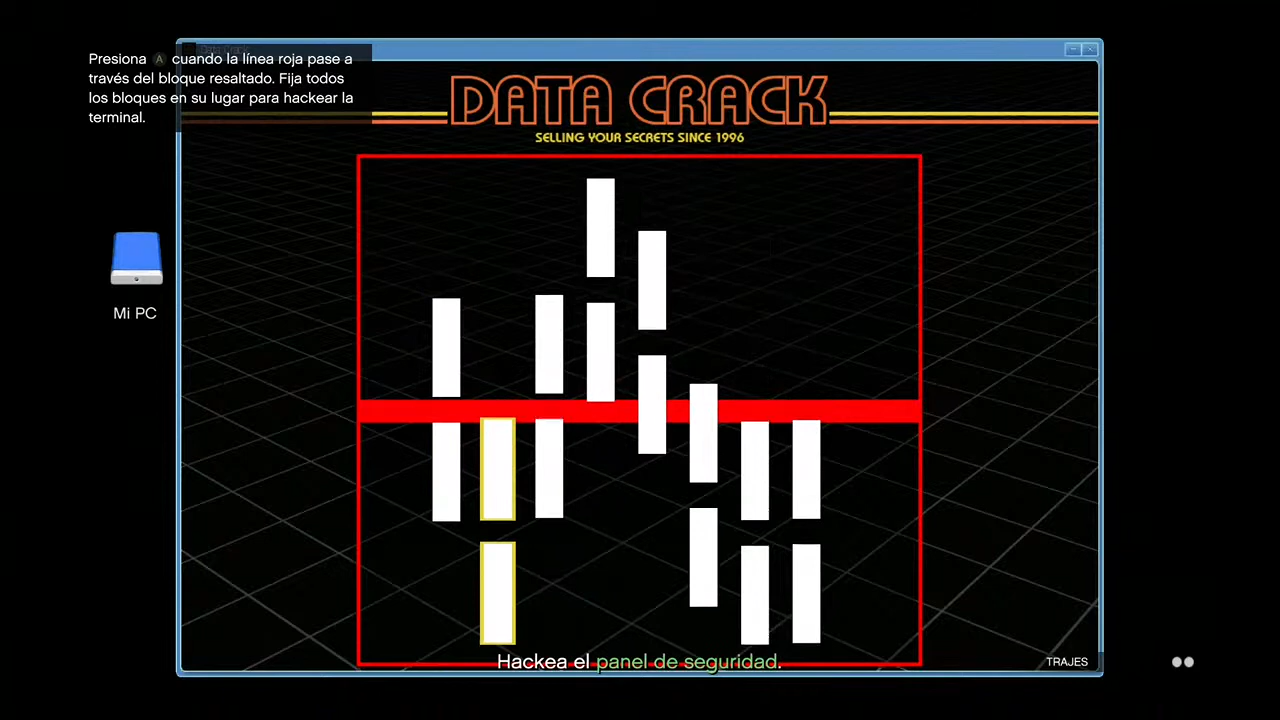 Presiona A cuando la línea roja pase a
través del bloque resaltado. Fija todos
los bloques en su lugar para hackear la
terminal.
DATA CRACK
SELLING YOUR SECRETS SINCE 1996
Mi PC
Hackea el panel de seguridad.
TRAJES